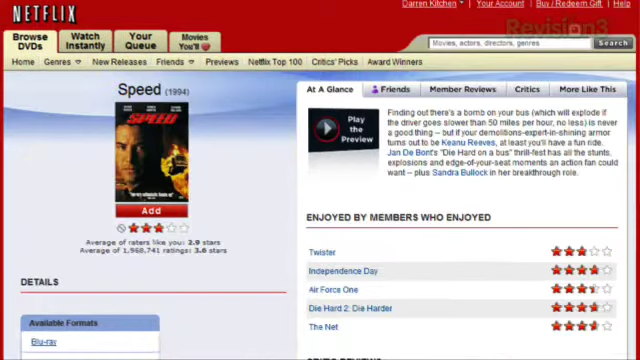 NETFLIX
Darren Kitchen | Your Account | Buy/Redeem Gift | Help
Revision3
Browse DVDs
Watch Instantly
Your Queue
Movies You'll
Movies, actors, directors, genres
Search
Home Genres New Releases Friends Previews Netflix Top 100 Critics' Picks Award Winners
Speed (1994)
SPEED
Add
Average of raters like you: 2.9 stars
Average of 1,968,741 ratings: 3.6 stars
DETAILS
Available Formats
Blu-ray
At A Glance Friends Member Reviews Critics More Like This
Play the Preview
Finding out there's a bomb on your bus (which will explode if
the driver goes slower than 50 miles per hour, no less) is never
a good thing -- but if your demolitions-expert-in-shining armor
turns out to be Keanu Reeves, at least you'll have a fun ride.
Jan De Bont's "Die Hard on a bus" thrill-fest has all the stunts,
explosions and edge-of-your-seat moments an action fan could
want -- plus Sandra Bullock in her breakthrough role.
ENJOYED BY MEMBERS WHO ENJOYED
Twister
Independence Day
Air Force One
Die Hard 2: Die Harder
The Net